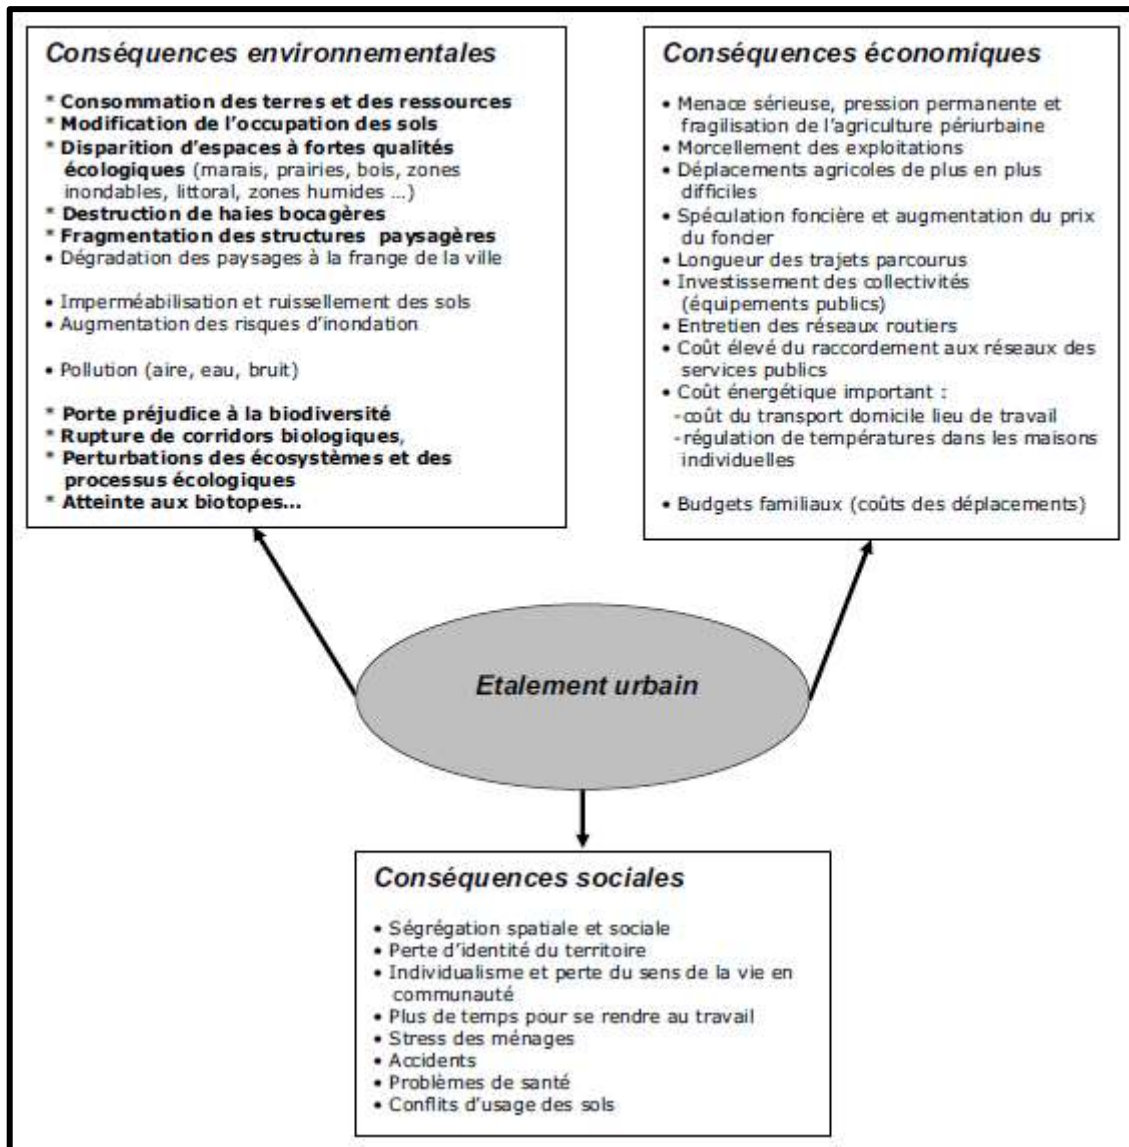 Conséquences environnementales
* Consommation des terres et des ressources
* Modification de l'occupation des sols
* Disparition d'espaces à fortes qualités
écologiques (marais, prairies, bois, zones
inondables, littoral, zones humides ...)
* Destruction de haies bocagères
* Fragmentation des structures paysagères
• Dégradation des paysages à la frange de la ville
• Imperméabilisation et ruissellement des sols
• Augmentation des risques d'inondation
• Pollution (aire, eau, bruit)
* Porte préjudice à la biodiversité
* Rupture de corridors biologiques,
* Perturbations des écosystèmes et des
processus écologiques
* Atteinte aux biotopes...
Conséquences économiques
• Menace sérieuse, pression permanente et
fragilisation de l'agriculture périurbaine
• Morcellement des exploitations
• Déplacements agricoles de plus en plus
difficiles
• Spéculation foncière et augmentation du prix
du foncier
• Longueur des trajets parcourus
• Investissement des collectivités
(équipements publics)
• Entretien des réseaux routiers
• Coût élevé du raccordement aux réseaux des
services publics
• Coût énergétique important :
-coût du transport domicile lieu de travail
-régulation de températures dans les maisons
individuelles
• Budgets familiaux (coûts des déplacements)
Etalement urbain
Conséquences sociales
• Ségrégation spatiale et sociale
• Perte d'identité du territoire
• Individualisme et perte du sens de la vie en
communauté
• Plus de temps pour se rendre au travail
• Stress des ménages
• Accidents
• Problèmes de santé
• Conflits d'usage des sols